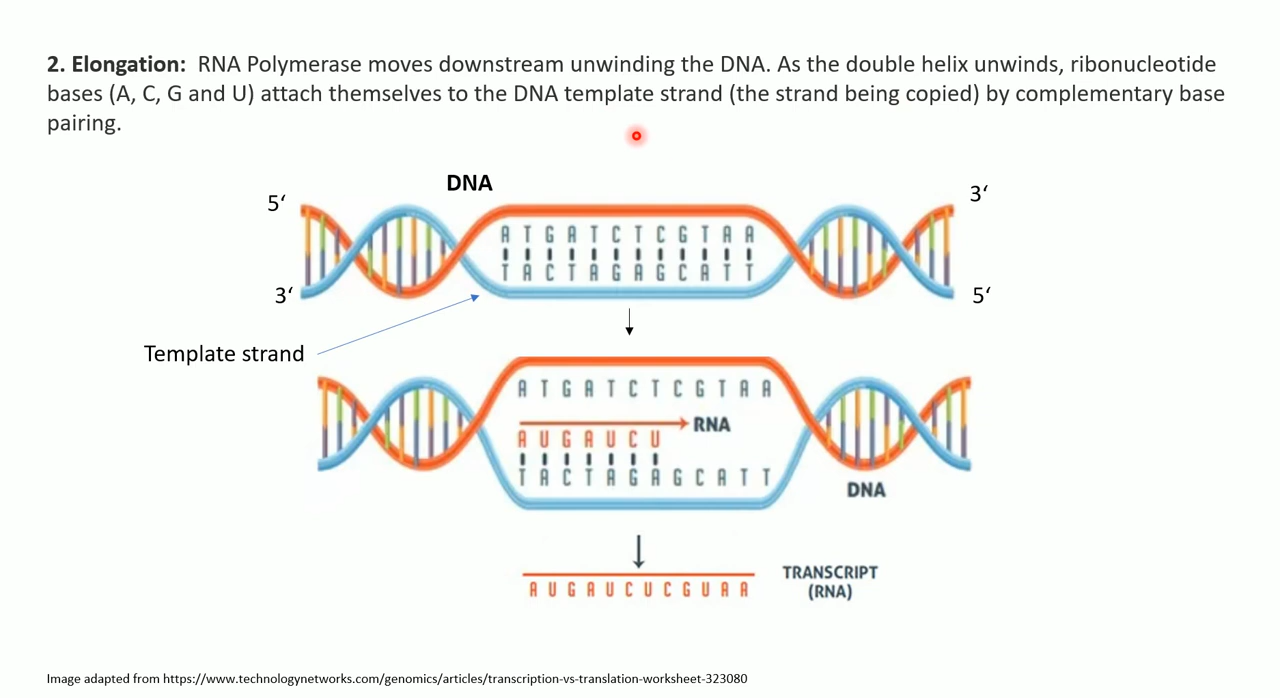 2. Elongation: RNA Polymerase moves downstream unwinding the DNA. As the double helix unwinds, ribonucleotide
bases (A, C, G and U) attach themselves to the DNA template strand (the strand being copied) by complementary base
pairing.
DNA
5‘
3‘
A T G A T C T C G T A A
T A C T A G A G C A T T
3‘
5‘
Template strand
A T G A T C T C G T A A
RNA
A U G A U C U
T A C T A G A G C A T T
DNA
A U G A U C U C G U A A
TRANSCRIPT
(RNA)
Image adapted from https://www.technologynetworks.com/genomics/articles/transcription-vs-translation-worksheet-323080